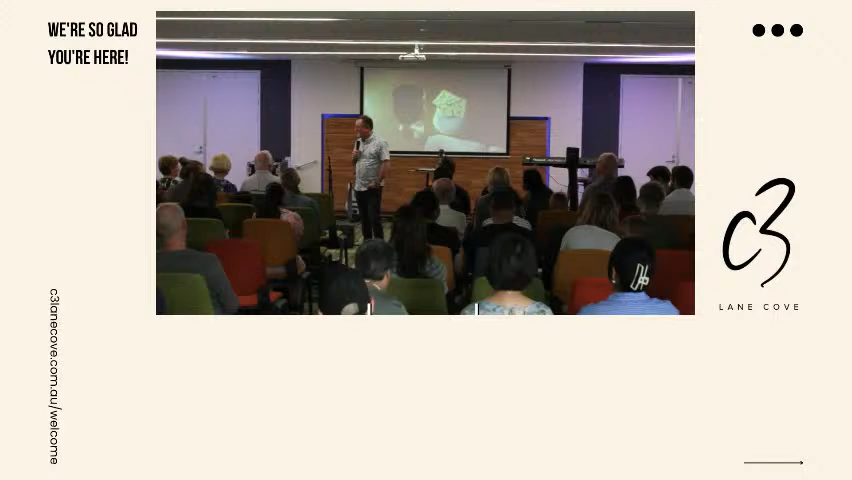 WE'RE SO GLAD
YOU'RE HERE!
c3
LANE COVE
c3lanecove.com.au/welcome